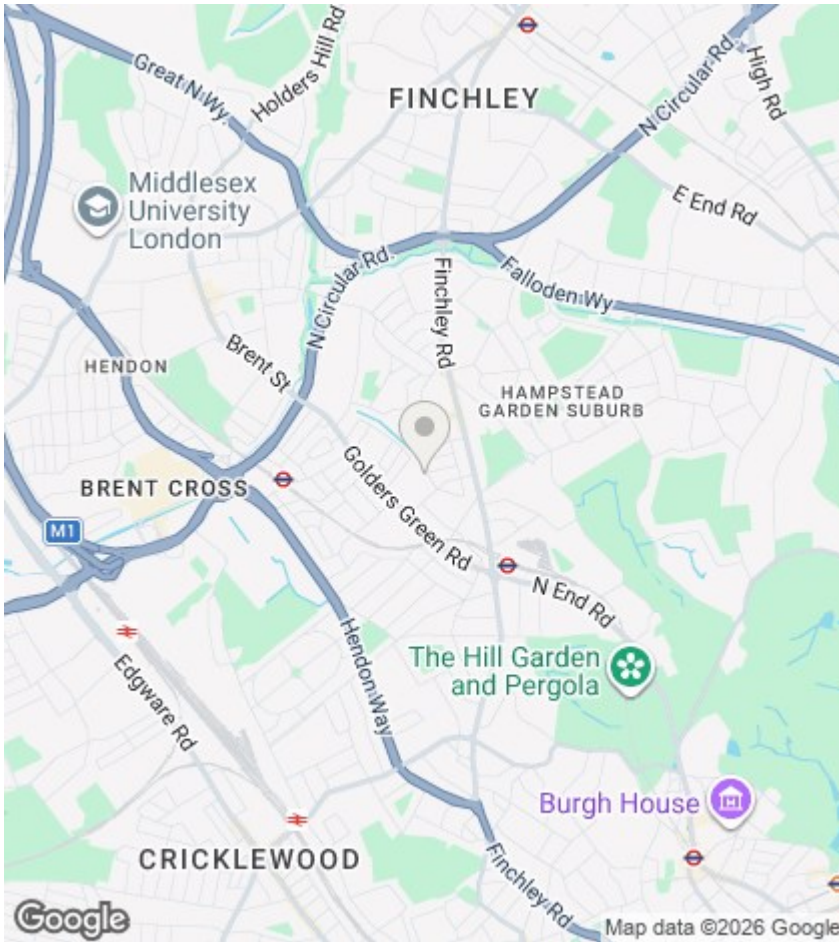 Great N Wy.
Holders Hill Rd
FINCHLEY
N Circular Rd.
High Rd
Middlesex
University
London
E End Rd
N Circular Rd.
Finchley Rd
Falloden Wy
Brent St
HENDON
HAMPSTEAD
GARDEN SUBURB
BRENT CROSS
Golders Green Rd
M1
N End Rd
Hendon Way
The Hill Garden
and Pergola
Edgware Rd
Burgh House
CRICKLEWOOD
Finchley Rd
Google
Map data ©2026 Google